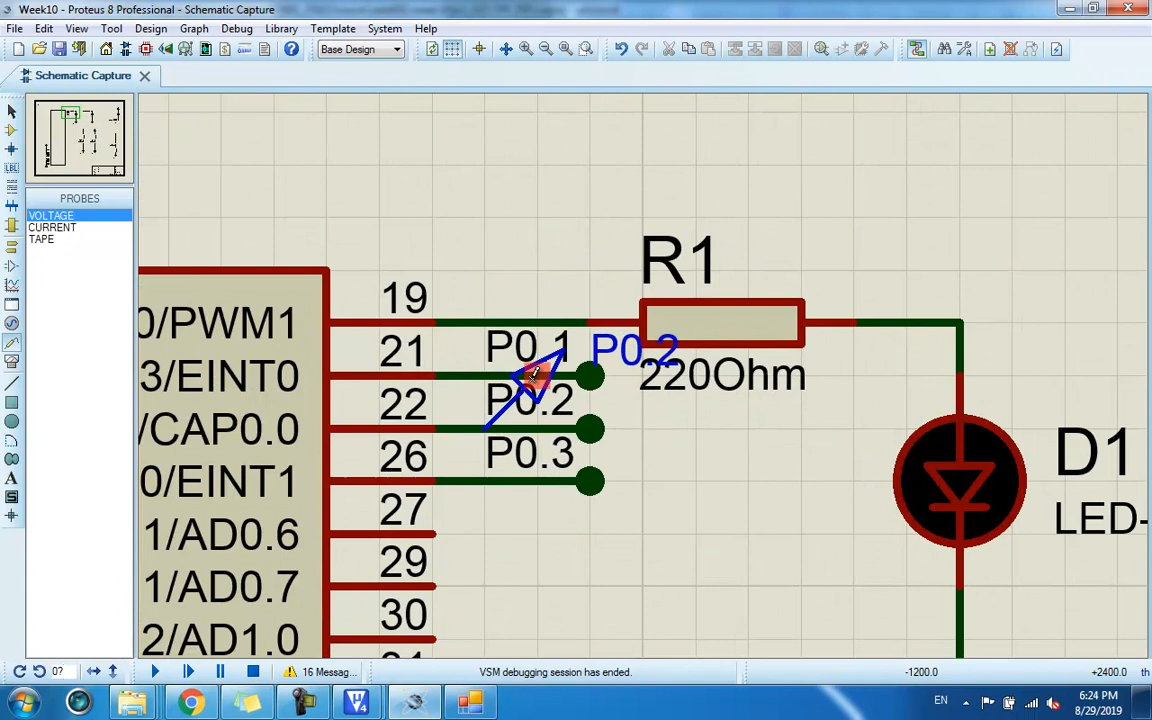 Week10 - Proteus 8 Professional - Schematic Capture
File Edit View Tool Design Graph Debug Library Template System Help
Base Design
Schematic Capture
PROBES
VOLTAGE
CURRENT
TAPE
R1
220Ohm
D1
LED-
0/PWM1
3/EINT0
/CAP0.0
0/EINT1
1/AD0.6
1/AD0.7
2/AD1.0
19
21
22
26
27
29
30
P0.1
P0.2
P0.3
P0.2
0?
16 Messag...
VSM debugging session has ended.
-1200.0
+2400.0
th
EN
6:24 PM
8/29/2019